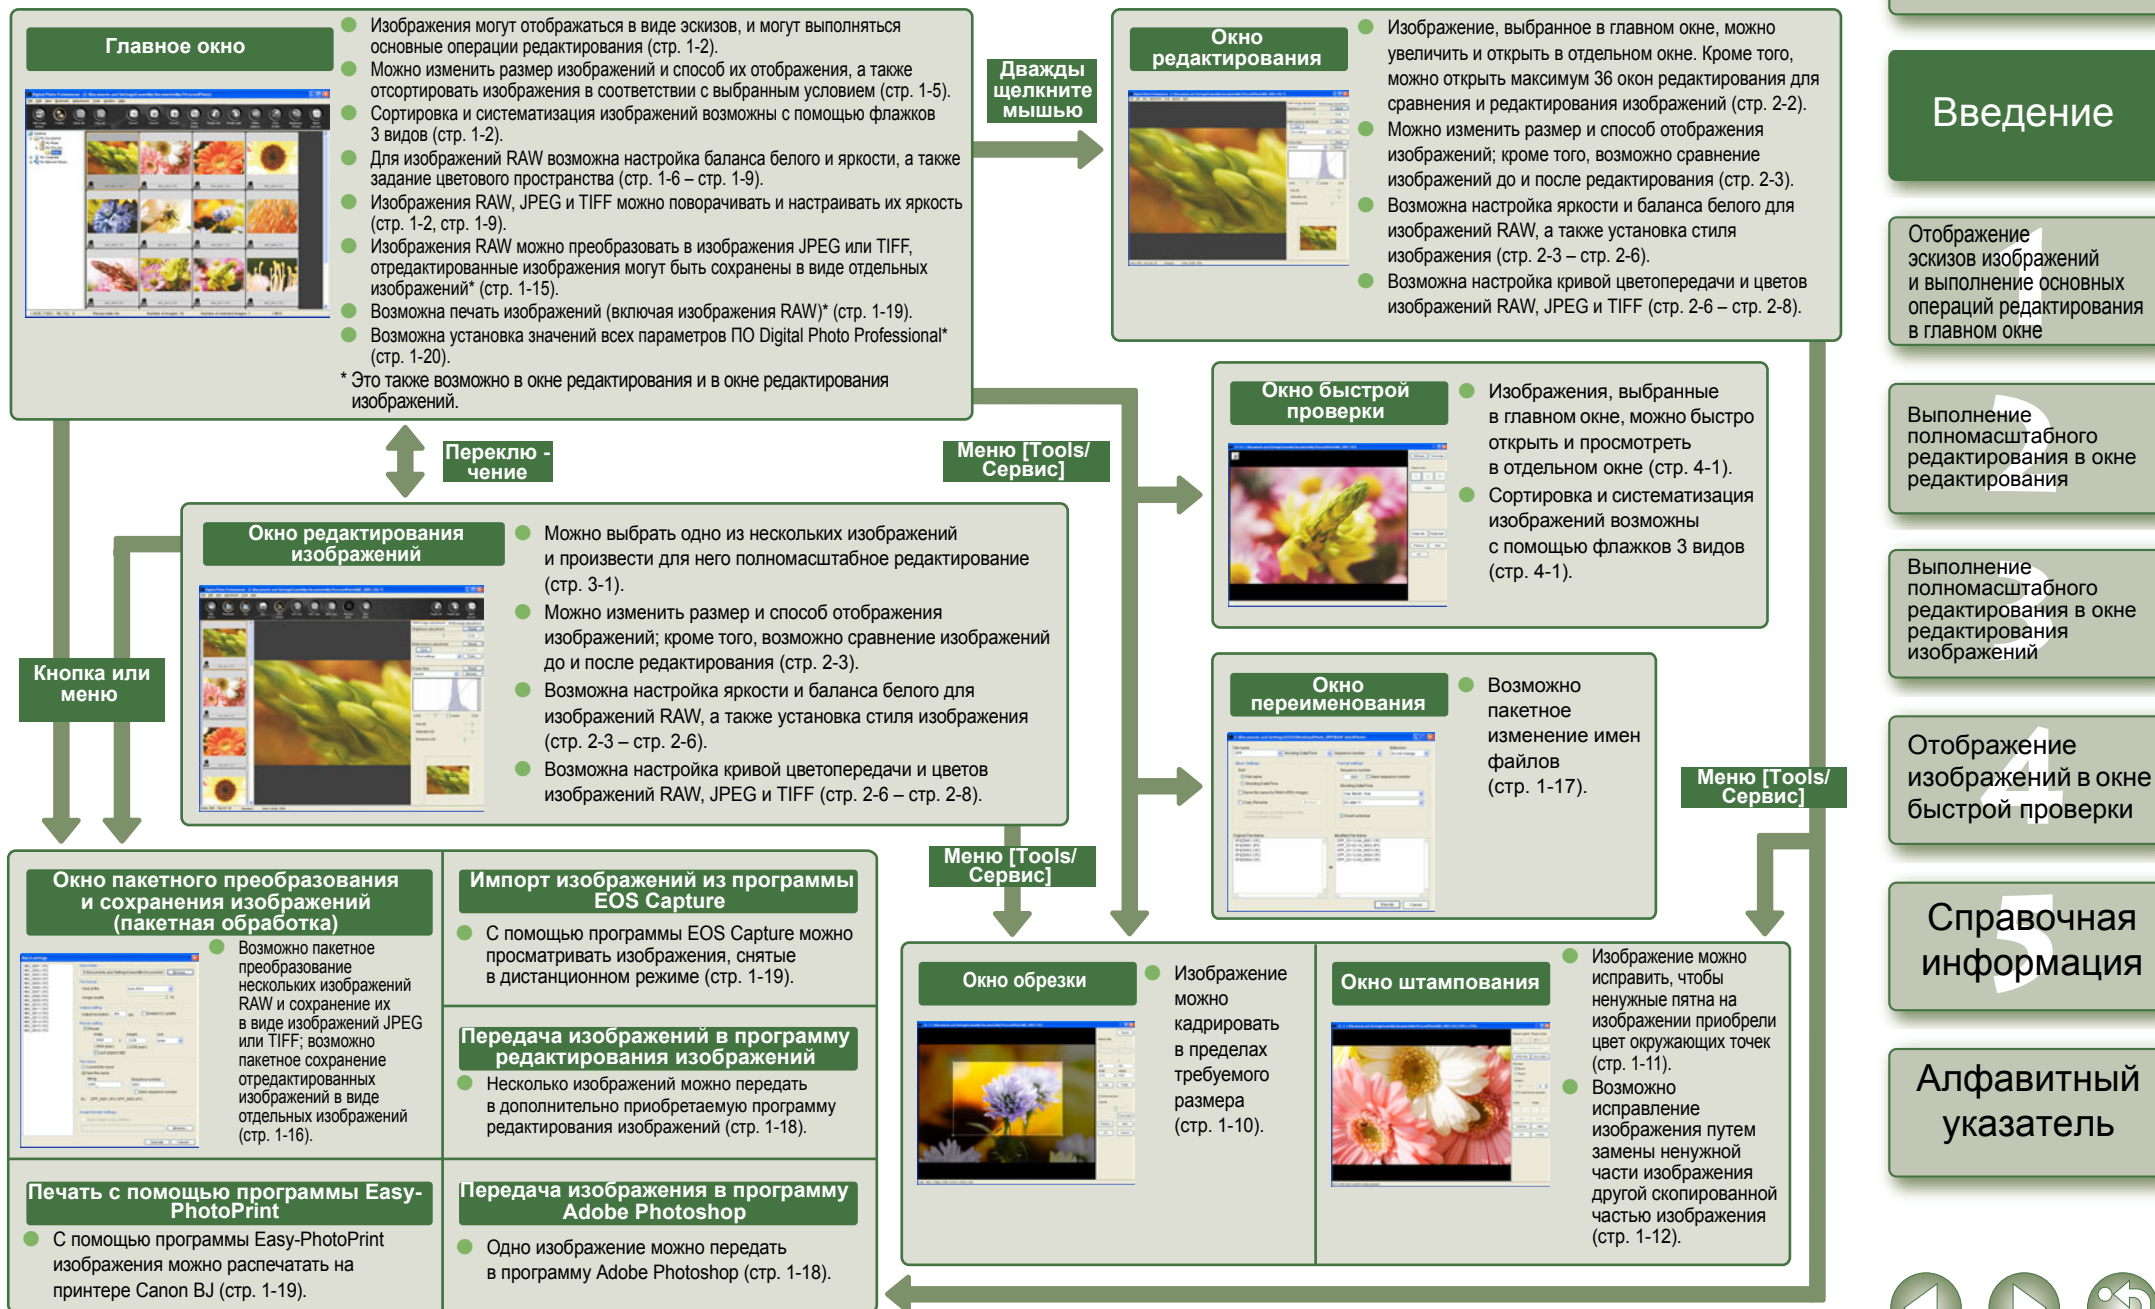 Главное окно
Изображения могут отображаться в виде эскизов, и могут выполняться
основные операции редактирования (стр. 1-2).
Можно изменить размер изображений и способ их отображения, а также
отсортировать изображения в соответствии с выбранным условием (стр. 1-5).
Сортировка и систематизация изображений возможны с помощью флажков
3 видов (стр. 1-2).
Для изображений RAW возможна настройка баланса белого и яркости, а также
задание цветового пространства (стр. 1-6 – стр. 1-9).
Изображения RAW, JPEG и TIFF можно поворачивать и настраивать их яркость
(стр. 1-2, стр. 1-9).
Изображения RAW можно преобразовать в изображения JPEG или TIFF,
отредактированные изображения могут быть сохранены в виде отдельных
изображений* (стр. 1-15).
Возможна печать изображений (включая изображения RAW)* (стр. 1-19).
Возможна установка значений всех параметров ПО Digital Photo Professional*
(стр. 1-20).
* Это также возможно в окне редактирования и в окне редактирования
изображений.
Дважды
щелкните
мышью
Окно
редактирования
Изображение, выбранное в главном окне, можно
увеличить и открыть в отдельном окне. Кроме того,
можно открыть максимум 36 окон редактирования для
сравнения и редактирования изображений (стр. 2-2).
Можно изменить размер и способ отображения
изображений; кроме того, возможно сравнение
изображений до и после редактирования (стр. 2-3).
Возможна настройка яркости и баланса белого для
изображений RAW, а также установка стиля
изображения (стр. 2-3 – стр. 2-6).
Возможна настройка кривой цветопередачи и цветов
изображений RAW, JPEG и TIFF (стр. 2-6 – стр. 2-8).
Переклю -
чение
Меню [Tools/
Сервис]
Окно быстрой
проверки
Изображения, выбранные
в главном окне, можно быстро
открыть и просмотреть
в отдельном окне (стр. 4-1).
Сортировка и систематизация
изображений возможны
с помощью флажков 3 видов
(стр. 4-1).
Окно редактирования
изображений
Можно выбрать одно из нескольких изображений
и произвести для него полномасштабное редактирование
(стр. 3-1).
Можно изменить размер и способ отображения
изображений; кроме того, возможно сравнение изображений
до и после редактирования (стр. 2-3).
Возможна настройка яркости и баланса белого для
изображений RAW, а также установка стиля изображения
(стр. 2-3 – стр. 2-6).
Возможна настройка кривой цветопередачи и цветов
изображений RAW, JPEG и TIFF (стр. 2-6 – стр. 2-8).
Кнопка или
меню
Окно
переименования
Возможно
пакетное
изменение имен
файлов
(стр. 1-17).
Меню [Tools/
Сервис]
Меню [Tools/
Сервис]
Окно пакетного преобразования
и сохранения изображений
(пакетная обработка)
Возможно пакетное
преобразование
нескольких изображений
RAW и сохранение их
в виде изображений JPEG
или TIFF; возможно
пакетное сохранение
отредактированных
изображений в виде
отдельных изображений
(стр. 1-16).
Импорт изображений из программы
EOS Capture
С помощью программы EOS Capture можно
просматривать изображения, снятые
в дистанционном режиме (стр. 1-19).
Передача изображений в программу
редактирования изображений
Несколько изображений можно передать
в дополнительно приобретаемую программу
редактирования изображений (стр. 1-18).
Печать с помощью программы Easy-
PhotoPrint
С помощью программы Easy-PhotoPrint
изображения можно распечатать на
принтере Canon BJ (стр. 1-19).
Передача изображения в программу
Adobe Photoshop
Одно изображение можно передать
в программу Adobe Photoshop (стр. 1-18).
Окно обрезки
Изображение
можно
кадрировать
в пределах
требуемого
размера
(стр. 1-10).
Окно штампования
Изображение можно
исправить, чтобы
ненужные пятна на
изображении приобрели
цвет окружающих точек
(стр. 1-11).
Возможно
исправление
изображения путем
замены ненужной
части изображения
другой скопированной
частью изображения
(стр. 1-12).
Введение
1
Отображение
эскизов изображений
и выполнение основных
операций редактирования
в главном окне
2
Выполнение
полномасштабного
редактирования в окне
редактирования
3
Выполнение
полномасштабного
редактирования в окне
редактирования
изображений
4
Отображение
изображений в окне
быстрой проверки
5
Справочная
информация
Алфавитный
указатель